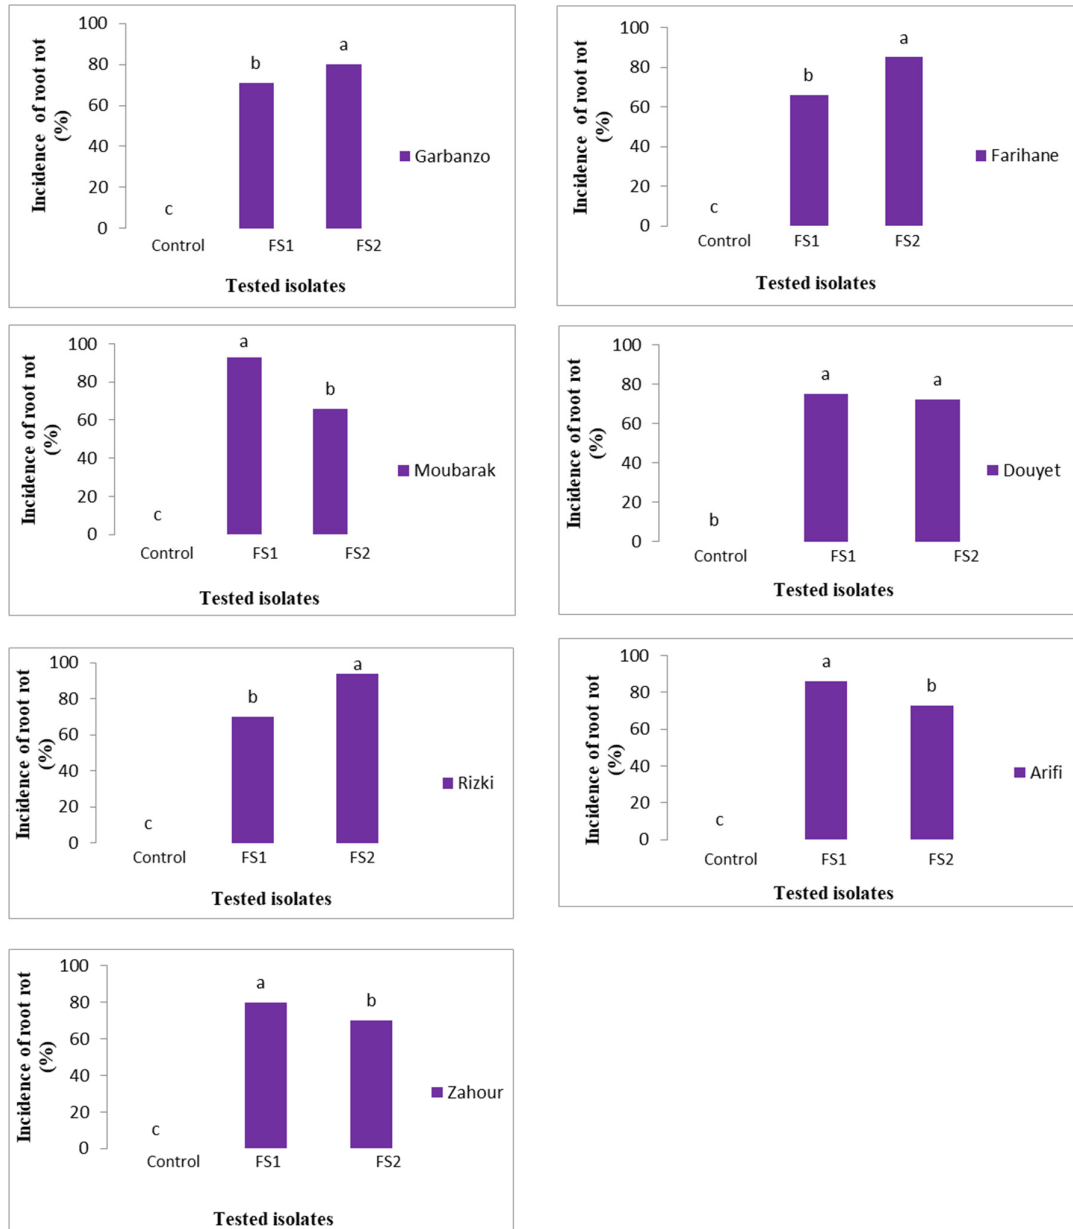 Incidence of root rot
(%)
100
80
60
40
20
0
c
b
a
Control
FS1
FS2
Garbanzo
Tested isolates
Incidence of root rot
(%)
100
80
60
40
20
0
c
b
a
Control
FS1
FS2
Farihane
Tested isolates
Incidence of root rot
(%)
100
80
60
40
20
0
c
a
b
Control
FS1
FS2
Moubarak
Tested isolates
Incidence of root rot
(%)
100
80
60
40
20
0
b
a
a
Control
FS1
FS2
Douyet
Tested isolates
Incidence of root rot
(%)
100
80
60
40
20
0
c
b
a
Control
FS1
FS2
Rizki
Tested isolates
Incidence of root rot
(%)
100
80
60
40
20
0
c
a
b
Control
FS1
FS2
Arifi
Tested isolates
Incidence of root rot
(%)
100
80
60
40
20
0
c
a
b
Control
FS1
FS2
Zahour
Tested isolates